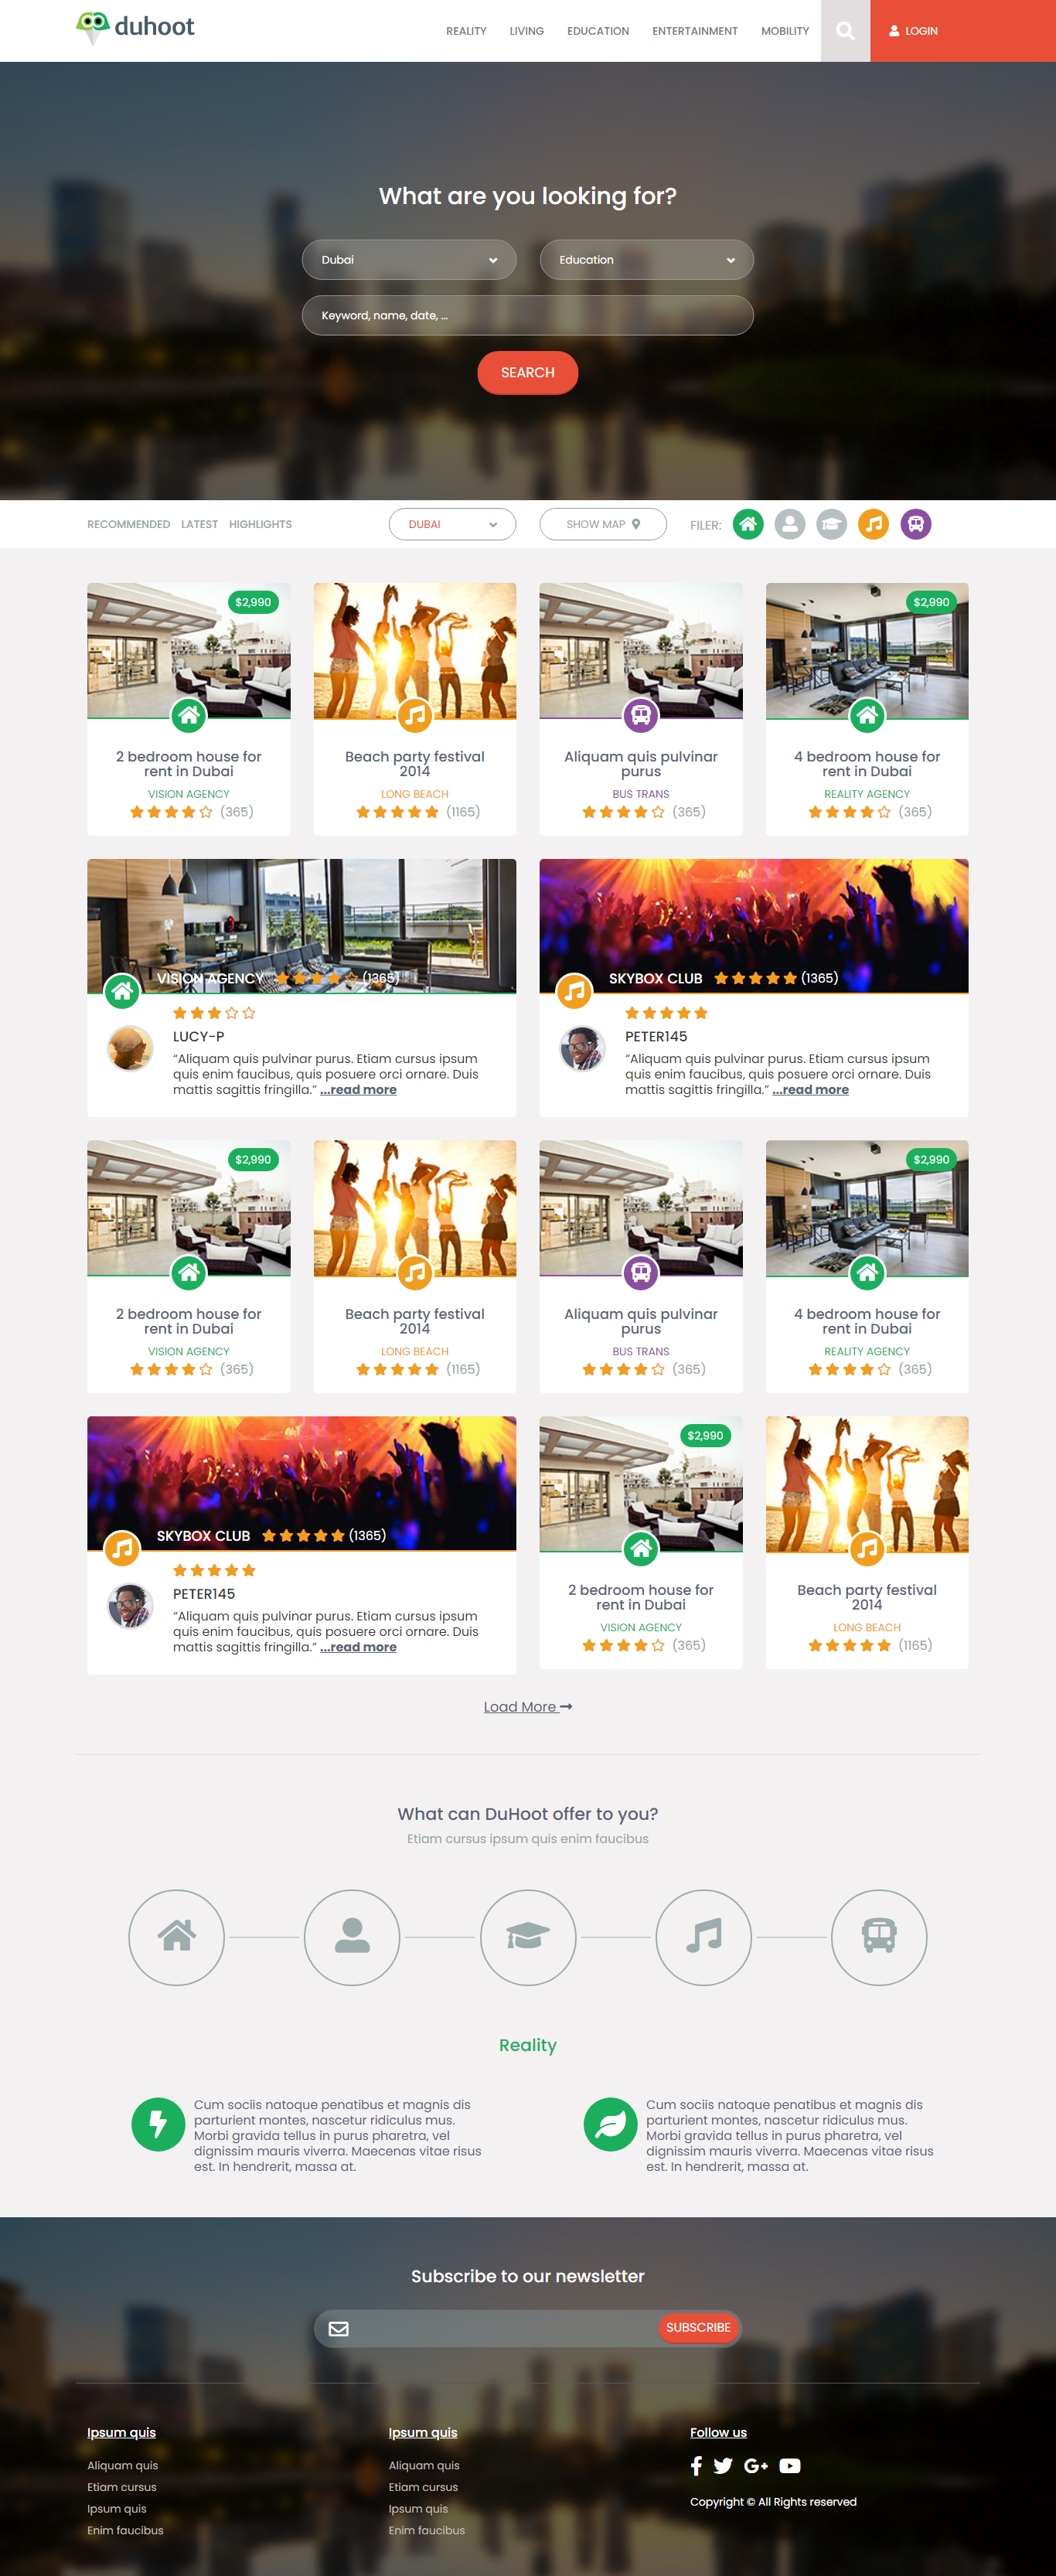 duhoot
REALITY LIVING EDUCATION ENTERTAINMENT MOBILITY LOGIN
What are you looking for?
Dubai Education
Keyword, name, date, ...
SEARCH
RECOMMENDED LATEST HIGHLIGHTS DUBAI SHOW MAP FILER:
$2,990 $2,990
2 bedroom house for Beach party festival Aliquam quis pulvinar 4 bedroom house for
rent in Dubai 2014 purus rent in Dubai
VISION AGENCY LONG BEACH BUS TRANS REALITY AGENCY
(365) (1165) (365) (365)
VISION AGENCY (1365) SKYBOX CLUB (1365)
LUCY-P PETER145
“Aliquam quis pulvinar purus. Etiam cursus ipsum “Aliquam quis pulvinar purus. Etiam cursus ipsum
quis enim faucibus, quis posuere orci ornare. Duis quis enim faucibus, quis posuere orci ornare. Duis
mattis sagittis fringilla.” ...read more mattis sagittis fringilla.” ...read more
$2,990 $2,990
2 bedroom house for Beach party festival Aliquam quis pulvinar 4 bedroom house for
rent in Dubai 2014 purus rent in Dubai
VISION AGENCY LONG BEACH BUS TRANS REALITY AGENCY
(365) (1165) (365) (365)
$2,990
SKYBOX CLUB (1365)
PETER145
“Aliquam quis pulvinar purus. Etiam cursus ipsum
quis enim faucibus, quis posuere orci ornare. Duis
mattis sagittis fringilla.” ...read more
2 bedroom house for Beach party festival
rent in Dubai 2014
VISION AGENCY LONG BEACH
(365) (1165)
Load More
What can DuHoot offer to you?
Etiam cursus ipsum quis enim faucibus
Reality
Cum sociis natoque penatibus et magnis dis Cum sociis natoque penatibus et magnis dis
parturient montes, nascetur ridiculus mus. parturient montes, nascetur ridiculus mus.
Morbi gravida tellus in purus pharetra, vel Morbi gravida tellus in purus pharetra, vel
dignissim mauris viverra. Maecenas vitae risus dignissim mauris viverra. Maecenas vitae risus
est. In hendrerit, massa at. est. In hendrerit, massa at.
Subscribe to our newsletter
SUBSCRIBE
Ipsum quis Ipsum quis Follow us
Aliquam quis Aliquam quis
Etiam cursus Etiam cursus
Ipsum quis Ipsum quis Copyright © All Rights reserved
Enim faucibus Enim faucibus